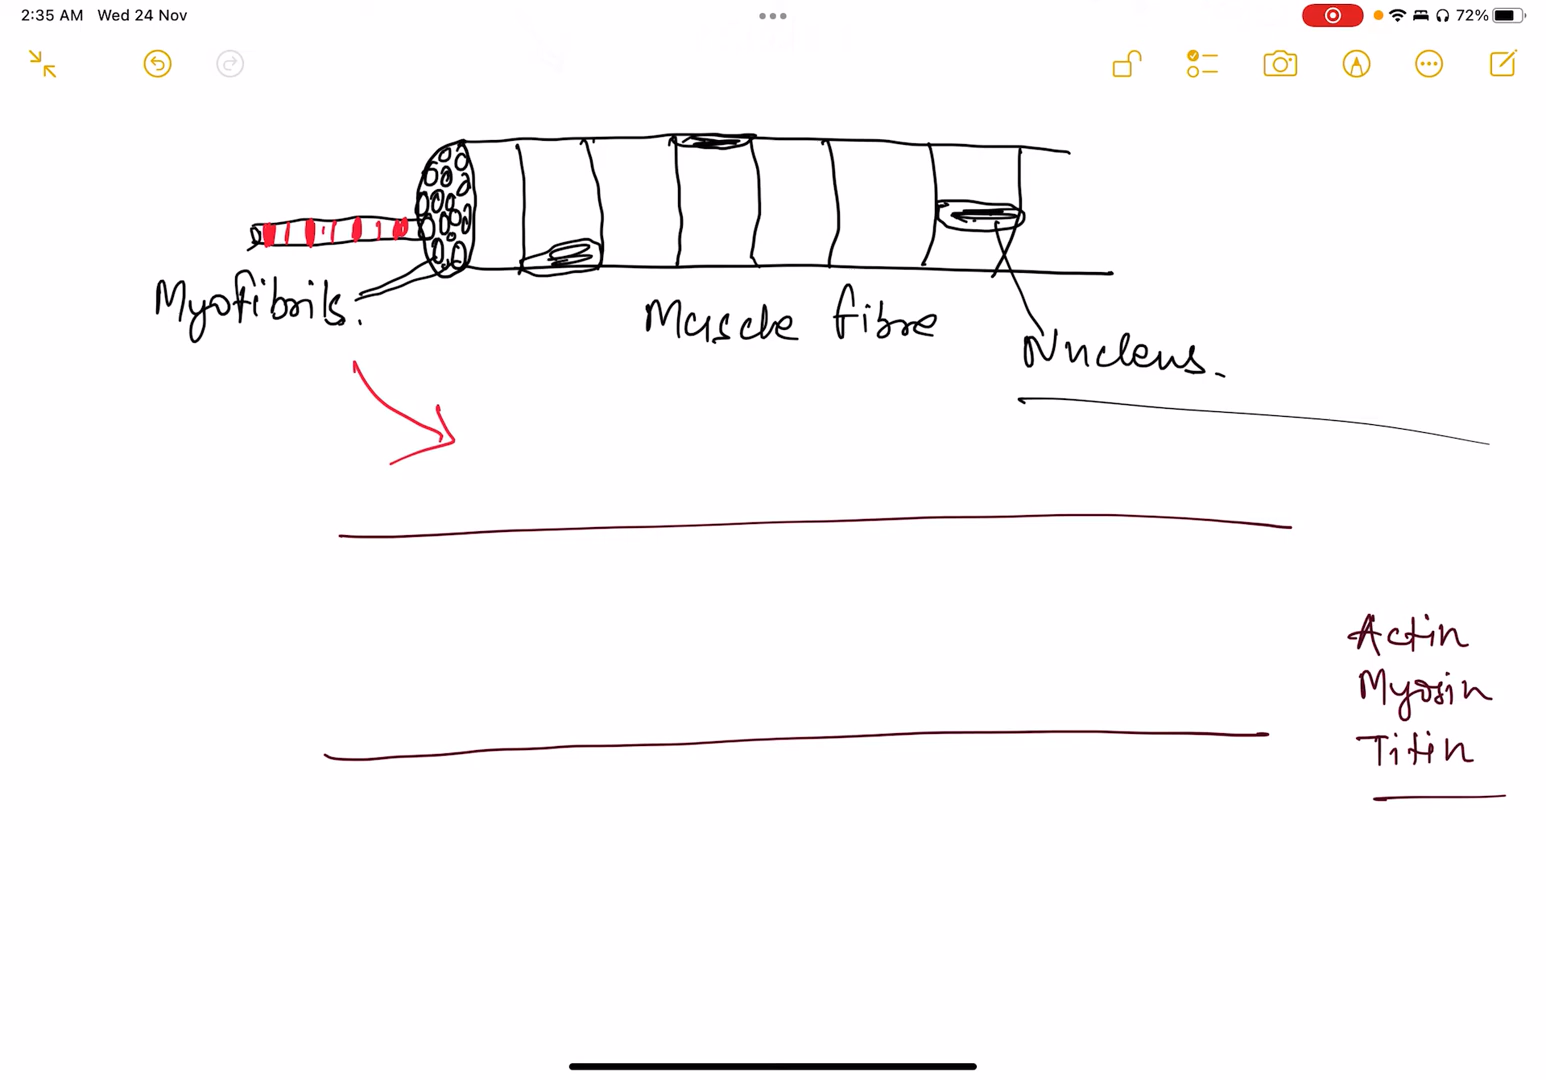 2:35 AM Wed 24 Nov
72%
Myofibrils.
Muscle fibre
Nucleus.
Actin
Myosin
Titin